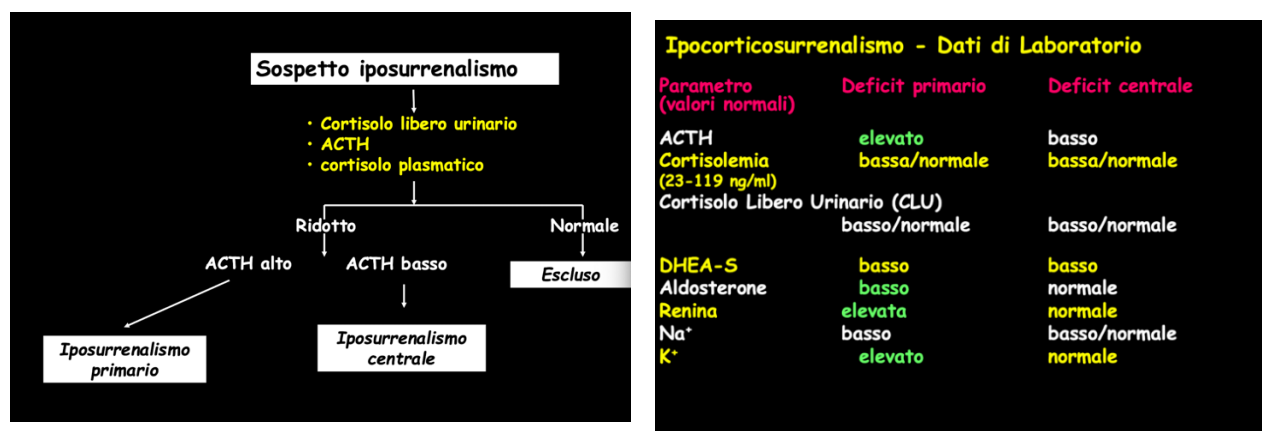 Sospetto iposurrenalismo
• Cortisolo libero urinario
• ACTH
• cortisolo plasmatico
Ridotto Normale
ACTH alto ACTH basso
Escluso
Iposurrenalismo
primario
Iposurrenalismo
centrale
Ipocorticosurrenalismo - Dati di Laboratorio
Parametro Deficit primario Deficit centrale
(valori normali)
ACTH elevato basso
Cortisolemia bassa/normale bassa/normale
(23-119 ng/ml)
Cortisolo Libero Urinario (CLU)
basso/normale basso/normale
DHEA-S basso basso
Aldosterone basso normale
Renina elevata normale
Na⁺ basso basso/normale
K⁺ elevato normale